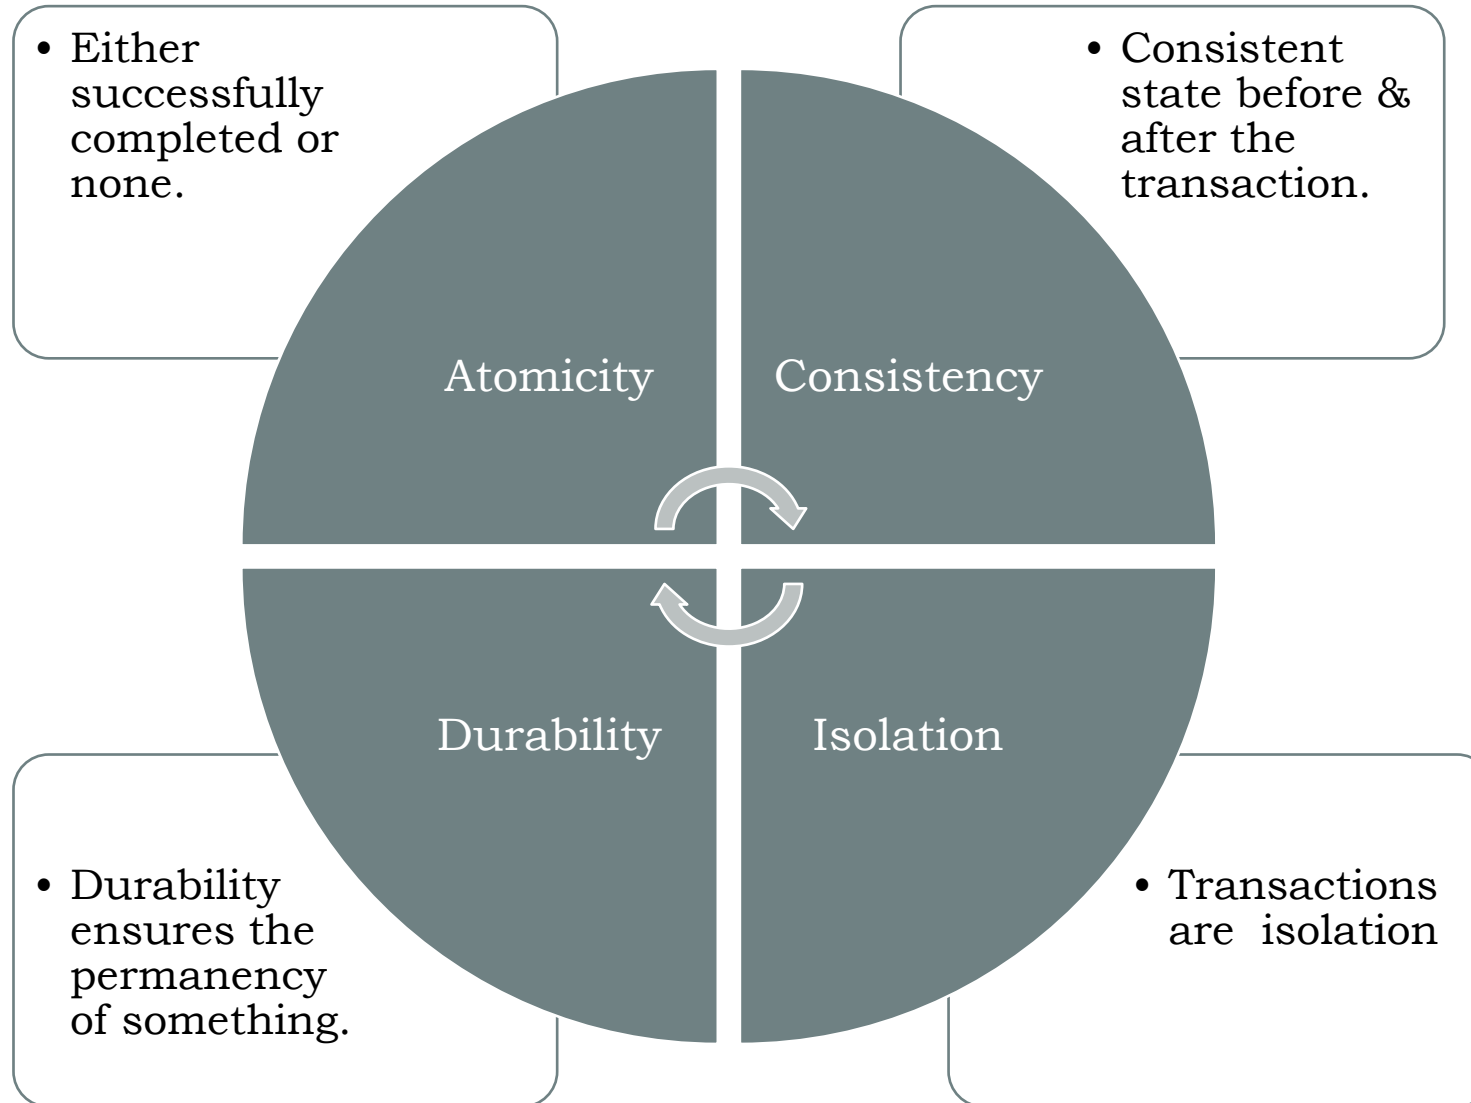 • Either
successfully
completed or
none.
• Consistent
state before &
after the
transaction.
Atomicity
Consistency
Durability
Isolation
• Durability
ensures the
permanency
of something.
• Transactions
are  isolation